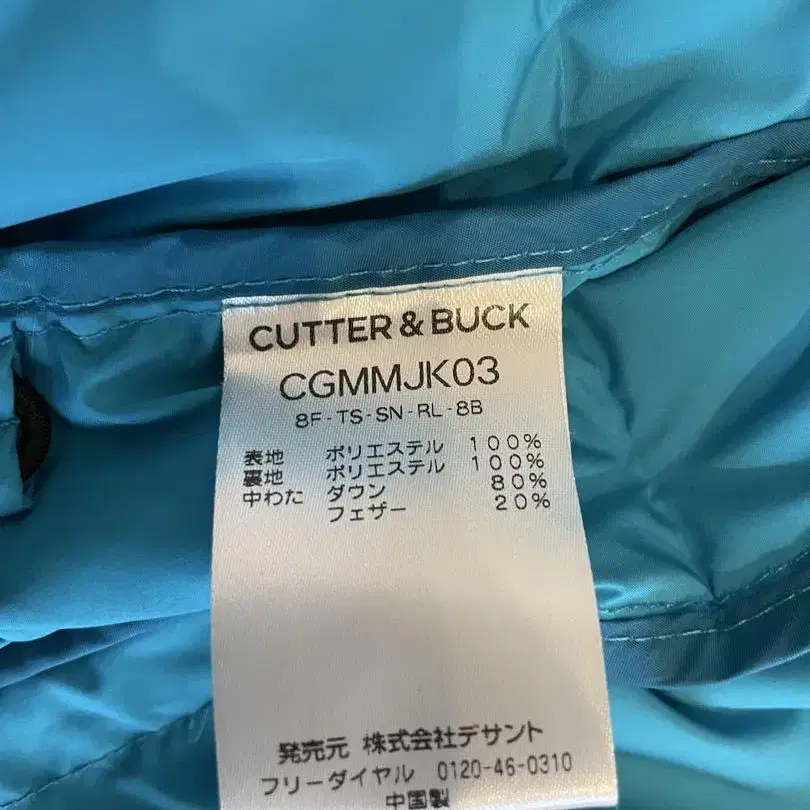 CUTTER & BUCK
CGMMJK03
8F-TS-SN-RL-8B
表地 ポリエステル 100%
裏地 ポリエステル 100%
中わた ダウン 80%
フェザー 20%
発売元 株式会社デサント
フリーダイヤル 0120-46-0310
中国製